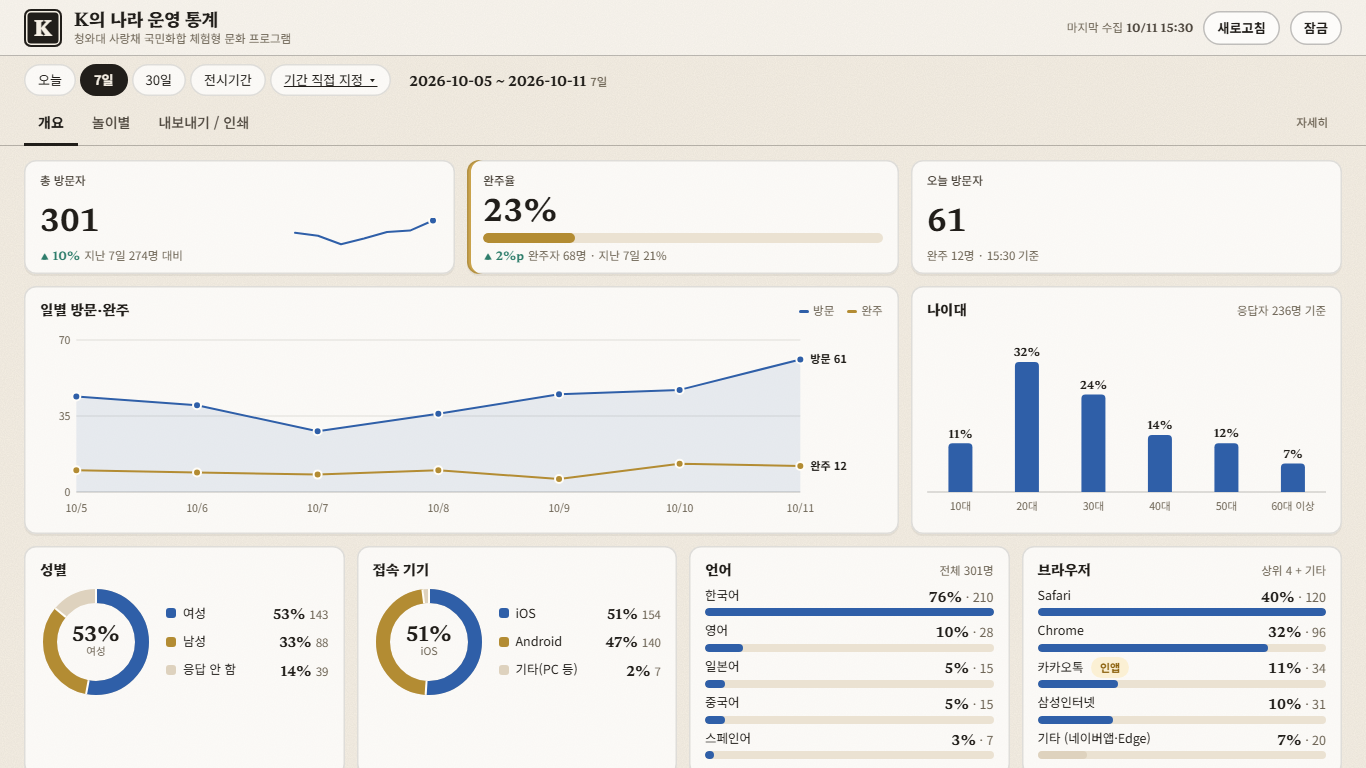 K
K의 나라 운영 통계
청와대 사랑채 국민화합 체험형 문화 프로그램
마지막 수집 10/11 15:30
새로고침
잠금
오늘
7일
30일
전시기간
기간 직접 지정
2026-10-05 ~ 2026-10-11 7일
개요
놀이별
내보내기 / 인쇄
자세히
총 방문자
301
▲ 10% 지난 7일 274명 대비
완주율
23%
▲ 2%p 완주자 68명 · 지난 7일 21%
오늘 방문자
61
완주 12명 · 15:30 기준
일별 방문·완주
방문
완주
70
35
0
방문 61
완주 12
10/5
10/6
10/7
10/8
10/9
10/10
10/11
나이대
응답자 236명 기준
11%
32%
24%
14%
12%
7%
10대
20대
30대
40대
50대
60대 이상
성별
53%
여성
여성 53% 143
남성 33% 88
응답 안 함 14% 39
접속 기기
51%
iOS
iOS 51% 154
Android 47% 140
기타(PC 등) 2% 7
언어
전체 301명
한국어 76% · 210
영어 10% · 28
일본어 5% · 15
중국어 5% · 15
스페인어 3% · 7
브라우저
상위 4 + 기타
Safari 40% · 120
Chrome 32% · 96
카카오톡 인앱 11% · 34
삼성인터넷 10% · 31
기타 (네이버앱·Edge) 7% · 20